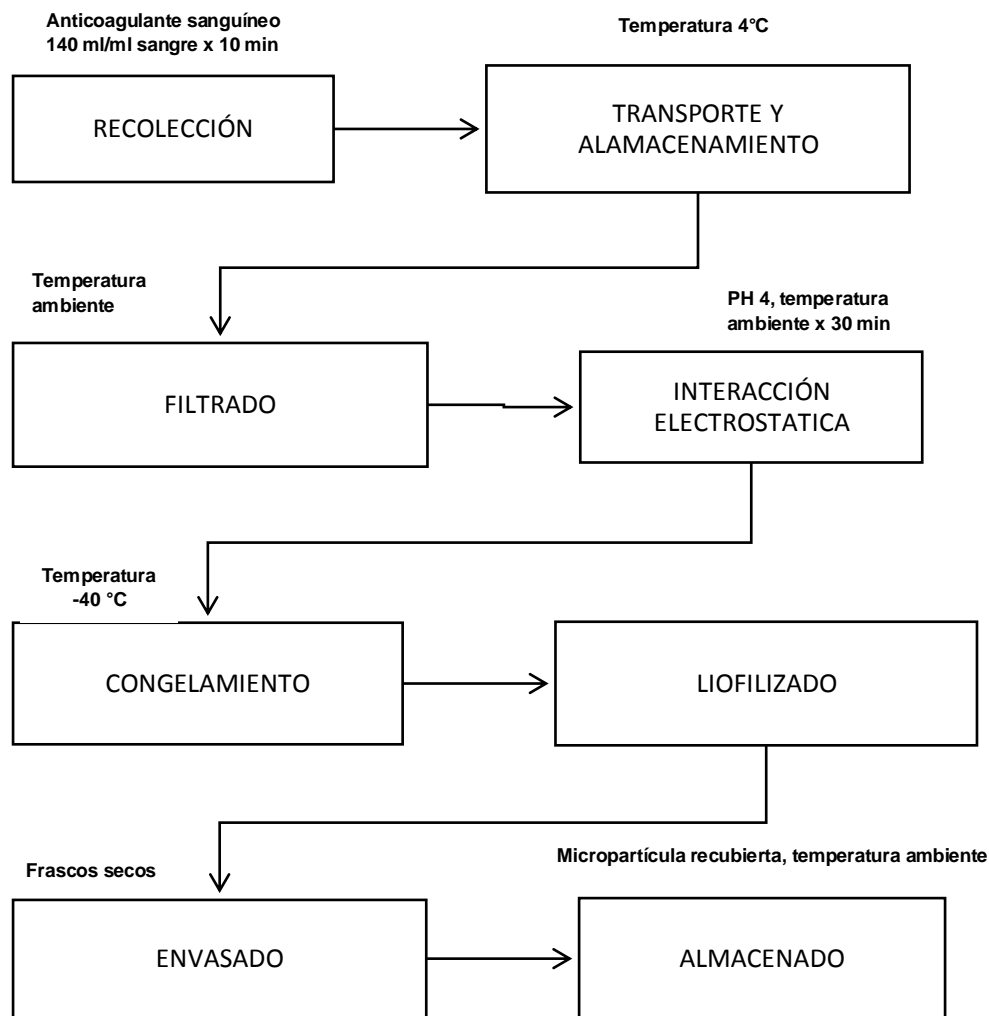 Anticoagulante sanguíneo
140 ml/ml sangre x 10 min
RECOLECCIÓN
Temperatura 4°C
TRANSPORTE Y
ALAMACENAMIENTO
Temperatura
ambiente
FILTRADO
PH 4, temperatura
ambiente x 30 min
INTERACCIÓN
ELECTROSTATICA
Temperatura
-40 °C
CONGELAMIENTO
LIOFILIZADO
Frascos secos
ENVASADO
Micropartícula recubierta, temperatura ambiente
ALMACENADO